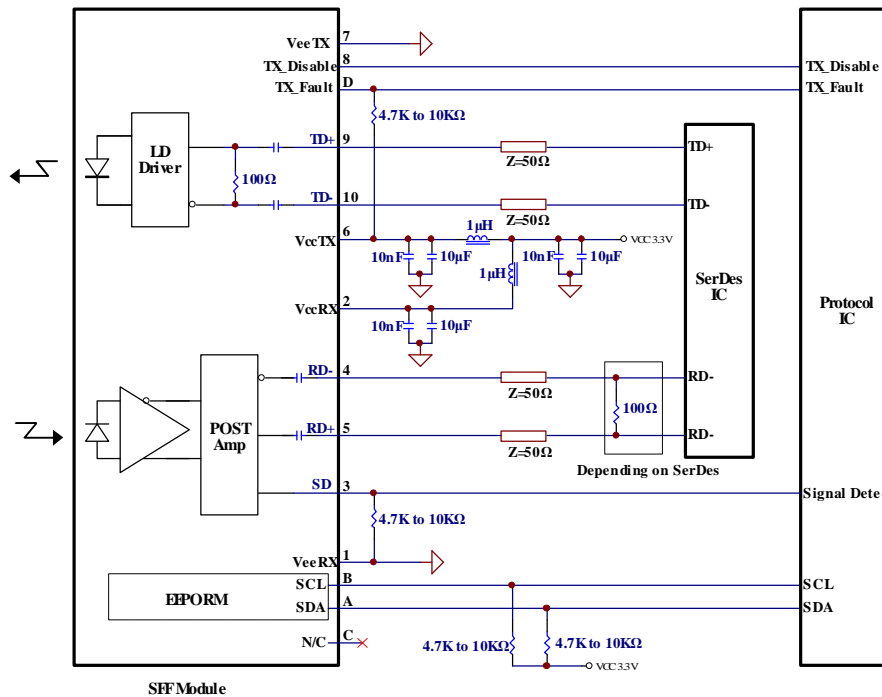 VeeTX 7
TX_Disable 8 TX_Disable
TX_Fault D TX_Fault
4.7K to 10KΩ
LD
Driver
TD+ 9 TD+
100Ω
Z=50Ω
TD- 10 TD-
Z=50Ω
1μH
VccTX 6 VCC3.3V
10nF 10μF 1μH 10nF 10μF
SerDes
IC
Protocol
IC
VccRX 2
10nF 10μF
RD- 4 RD-
Z=50Ω
100Ω
POST
Amp
RD+ 5 RD-
Z=50Ω
Depending on SerDes
SD 3 Signal Dete
4.7K to 10KΩ
VeeRX 1
SCL B SCL
EEPORM
SDA A SDA
N/C C
4.7K to 10KΩ 4.7K to 10KΩ
VCC3.3V
SFF Module